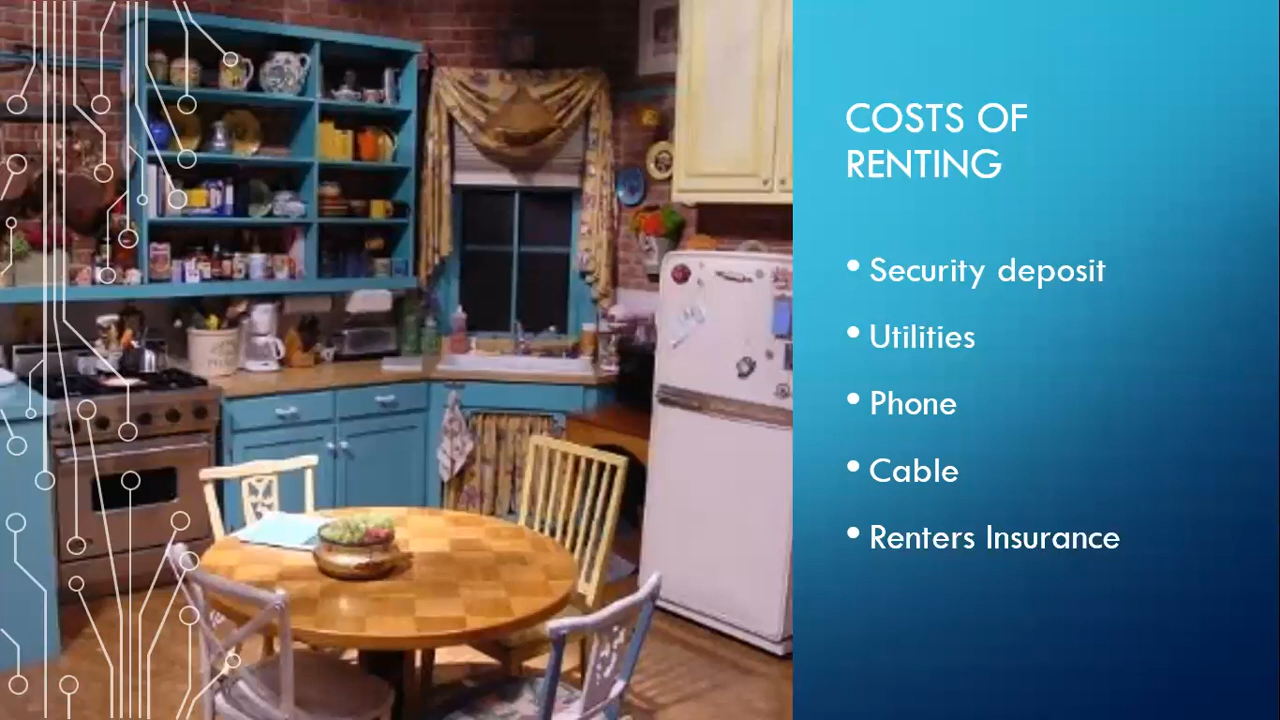 COSTS OF
RENTING
• Security deposit
• Utilities
• Phone
• Cable
• Renters Insurance